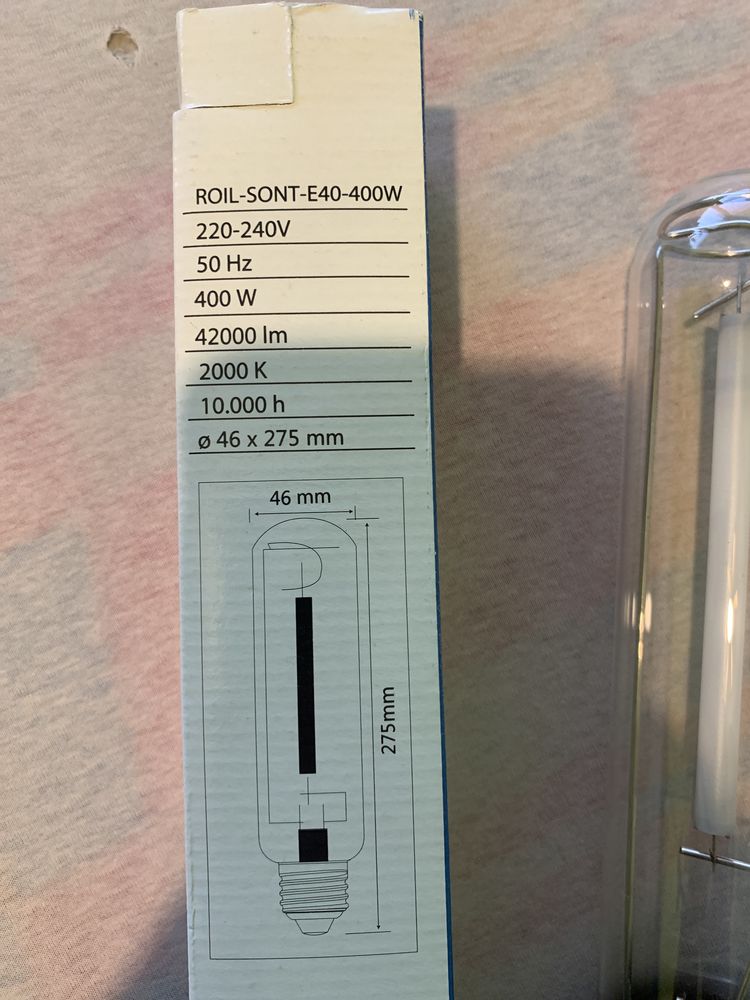 ROIL-SONT-E40-400W
220-240V
50 Hz
400 W
42000 lm
2000 K
10.000 h
ø 46 x 275 mm
46 mm
275mm